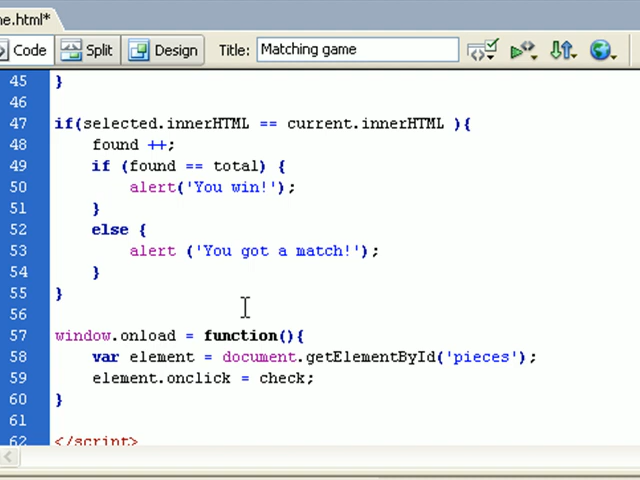 ne.html*
Code Split Design Title: Matching game
45 }
46
47 if(selected.innerHTML == current.innerHTML ){
48 found ++;
49 if (found == total) {
50 alert('You win!');
51 }
52 else {
53 alert ('You got a match!');
54 }
55 }
56
57 window.onload = function(){
58 var element = document.getElementById('pieces');
59 element.onclick = check;
60 }
61
62 </script>